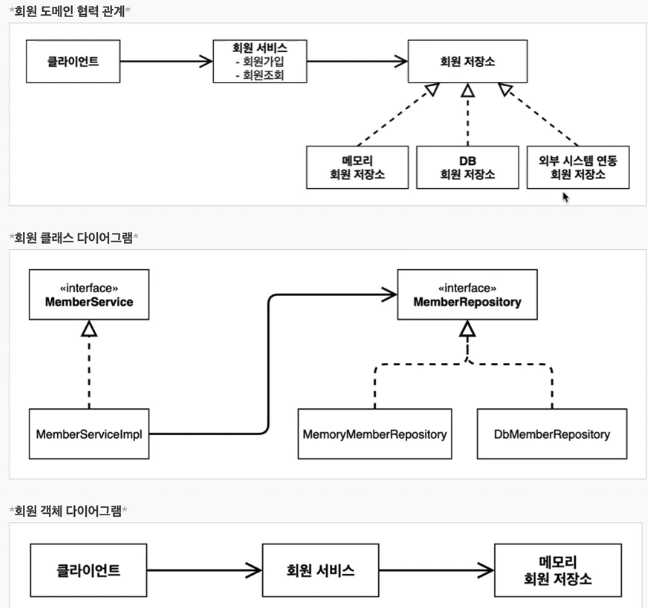 *회원 도메인 협력 관계*
클라이언트
회원 서비스
- 회원가입
- 회원조회
회원 저장소
메모리
회원 저장소
DB
회원 저장소
외부 시스템 연동
회원 저장소
*회원 클래스 다이어그램*
«interface»
MemberService
«interface»
MemberRepository
MemberServiceImpl
MemoryMemberRepository
DbMemberRepository
*회원 객체 다이어그램*
클라이언트
회원 서비스
메모리
회원 저장소